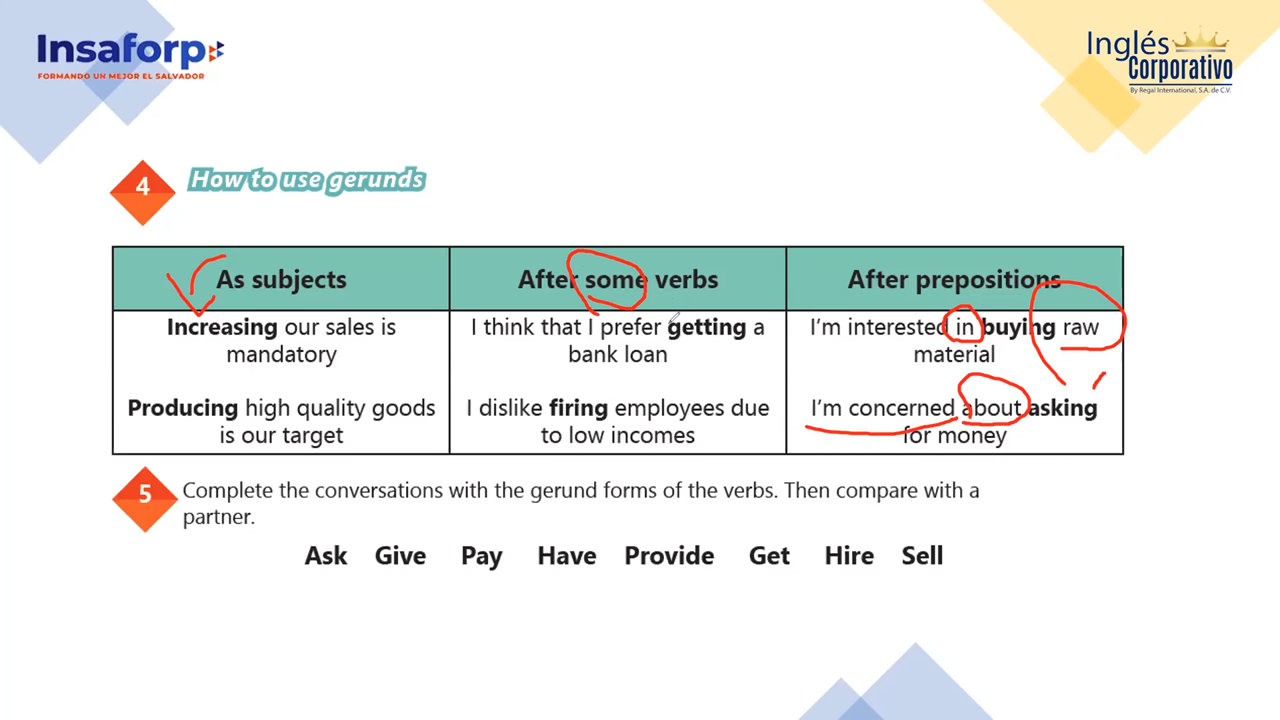 Insaforp
FORMANDO UN MEJOR EL SALVADOR
Inglés
Corporativo
By Regal International, S.A. de C.V.
4 How to use gerunds
As subjects After some verbs After prepositions
Increasing our sales is mandatory
I think that I prefer getting a bank loan
I'm interested in buying raw material
Producing high quality goods is our target
I dislike firing employees due to low incomes
I'm concerned about asking for money
5 Complete the conversations with the gerund forms of the verbs. Then compare with a
partner.
Ask Give Pay Have Provide Get Hire Sell